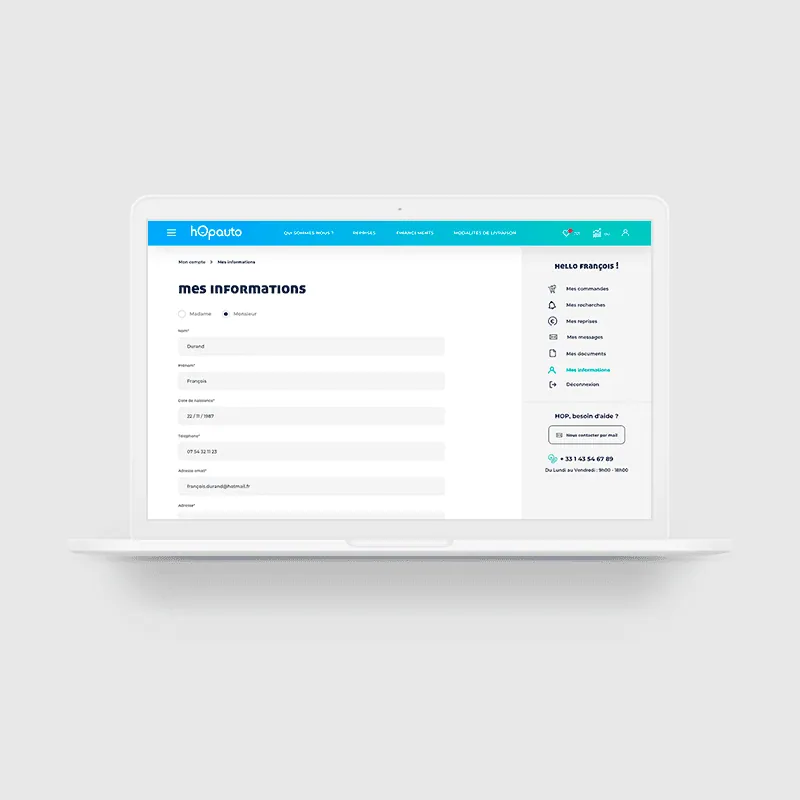 hOpauto
QUI SOMMES-NOUS ?
REPRISES
FINANCEMENTS
MODALITÉS DE LIVRAISON
Mon compte > Mes informations
mes informations
Madame
Monsieur
Nom*
Durand
Prénom*
François
Date de naissance*
22 / 11 / 1987
Téléphone*
07 54 32 11 23
Adresse email*
françois.durand@hotmail.fr
Adresse*
Hello François !
Mes commandes
Mes recherches
Mes reprises
Mes messages
Mes documents
Mes informations
Déconnexion
HOP, besoin d'aide ?
Nous contacter par mail
+ 33 1 43 54 67 89
Du Lundi au Vendredi : 9h00 - 18h00